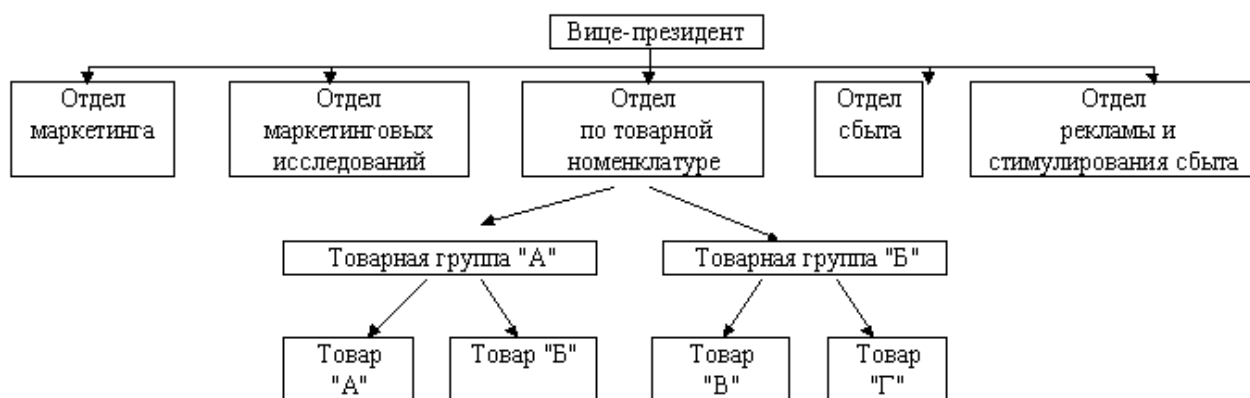 Вице-президент
Отдел
маркетинга
Отдел
маркетинговых
исследований
Отдел
по товарной
номенклатуре
Отдел
сбыта
Отдел
рекламы и
стимулирования сбыта
Товарная группа "А"
Товарная группа "Б"
Товар
"А"
Товар "Б"
Товар
"В"
Товар
"Г"